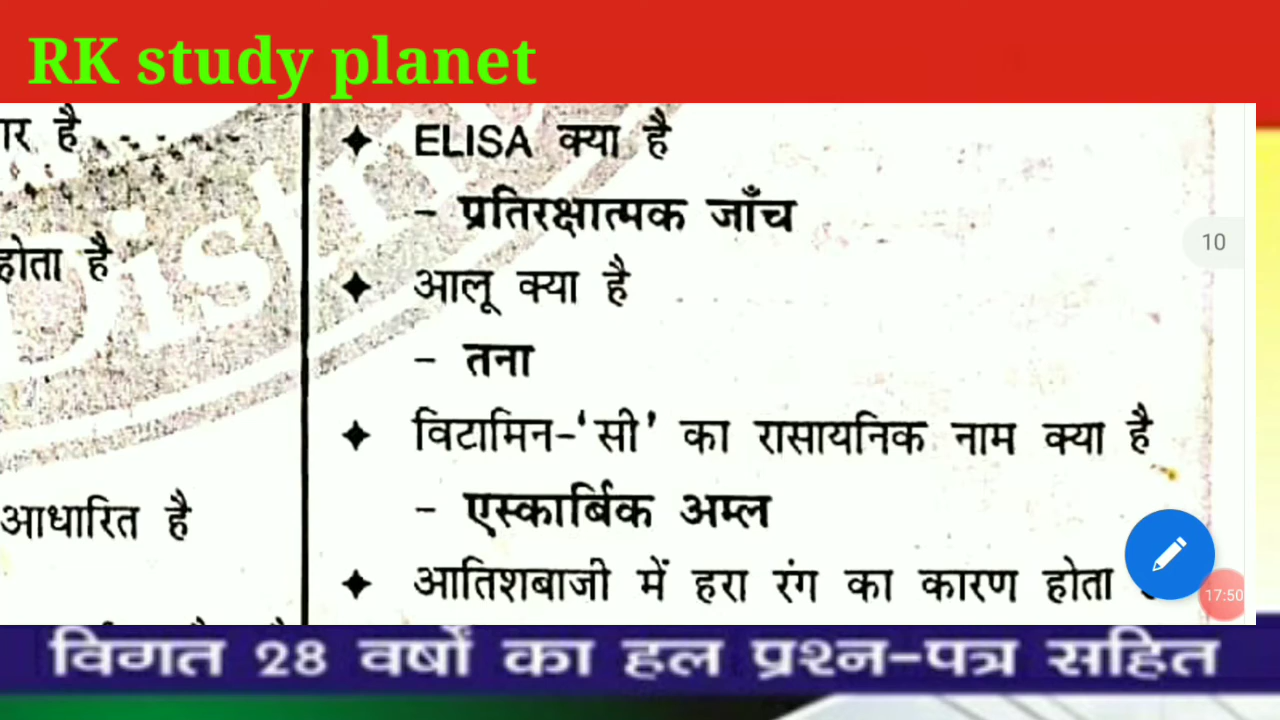 RK study planet
ार है
होता है
आधारित है
ELISA क्या है
– प्रतिरक्षात्मक जाँच
आलू क्या है
– तना
विटामिन–‘सी’ का रासायनिक नाम क्या है
– एस्कार्बिक अम्ल
आतिशबाजी में हरा रंग का कारण होता
10
17:50
विगत 28 वर्षों का हल प्रश्न–पत्र सहित